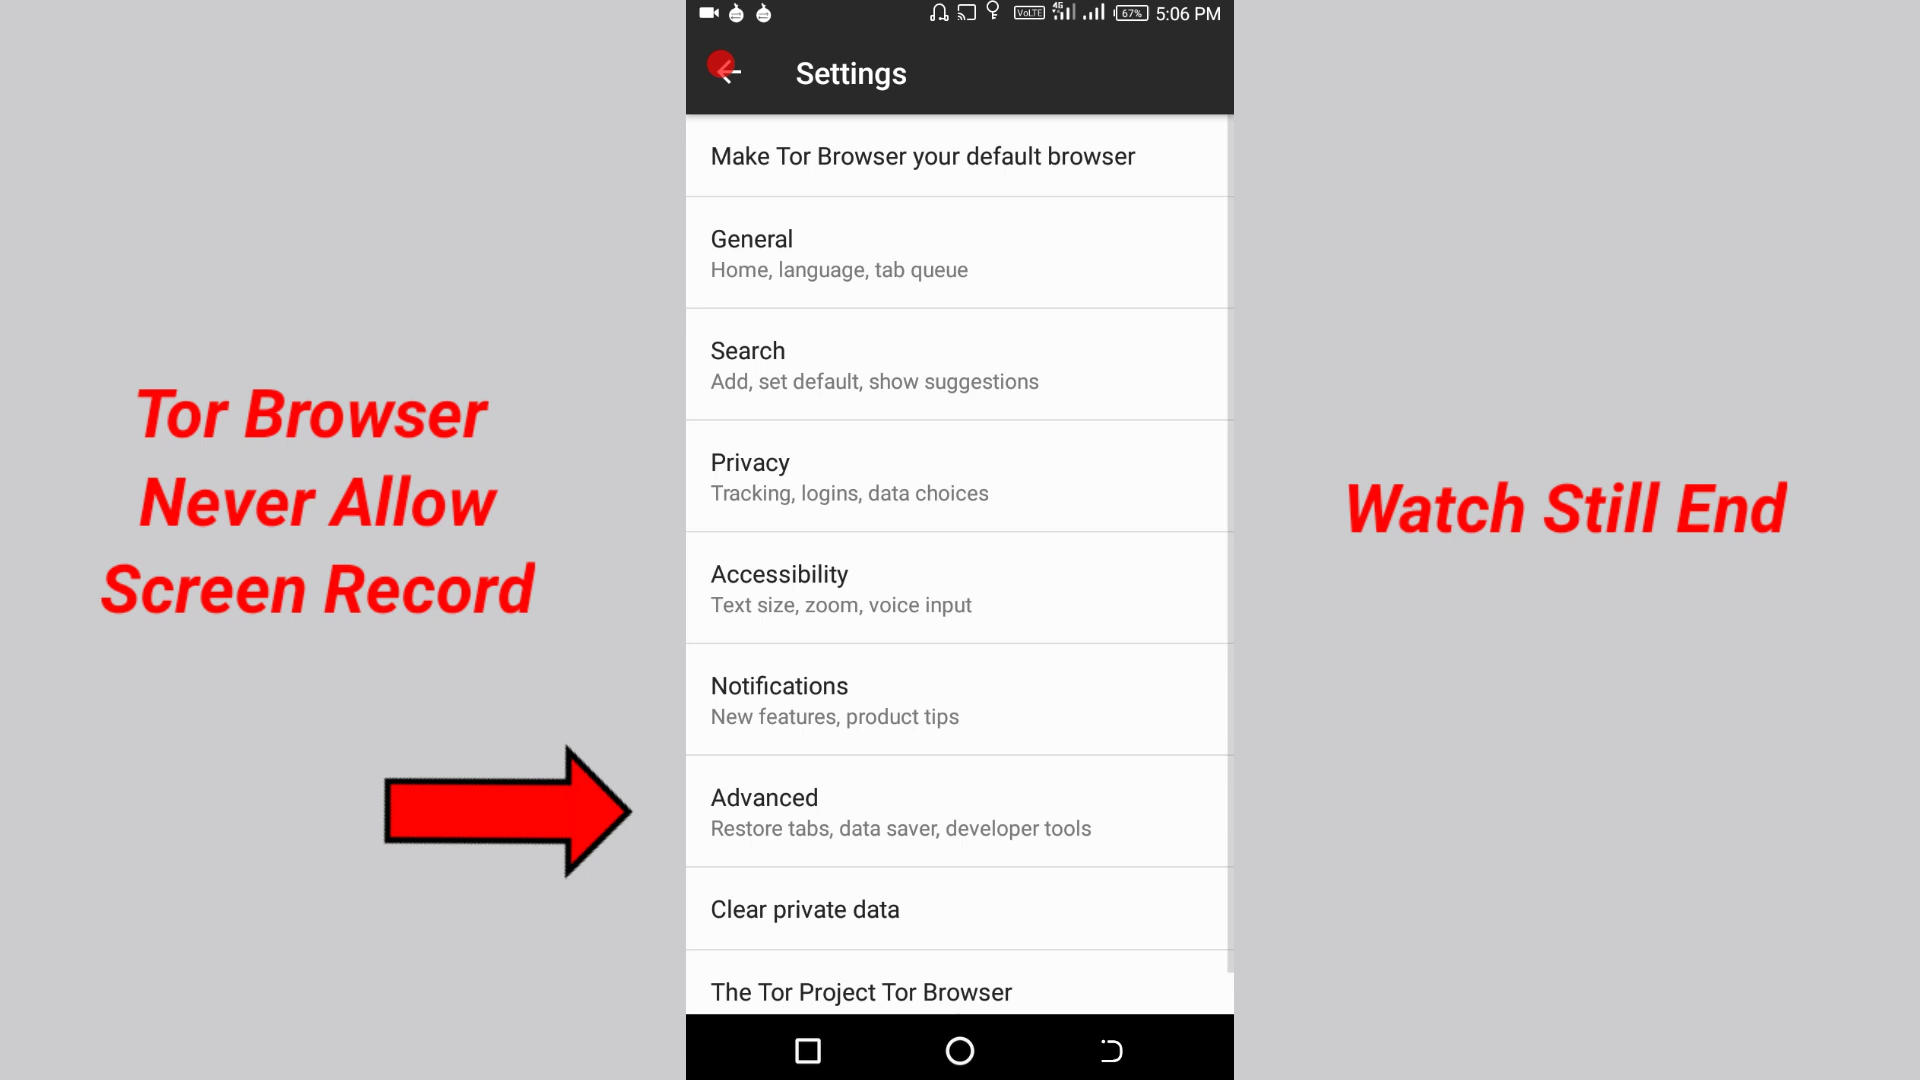 VoLTE 4G 67% 5:06 PM
Settings
Make Tor Browser your default browser
General
Home, language, tab queue
Search
Add, set default, show suggestions
Privacy
Tracking, logins, data choices
Accessibility
Text size, zoom, voice input
Notifications
New features, product tips
Advanced
Restore tabs, data saver, developer tools
Clear private data
The Tor Project Tor Browser
Tor Browser
Never Allow
Screen Record
Watch Still End